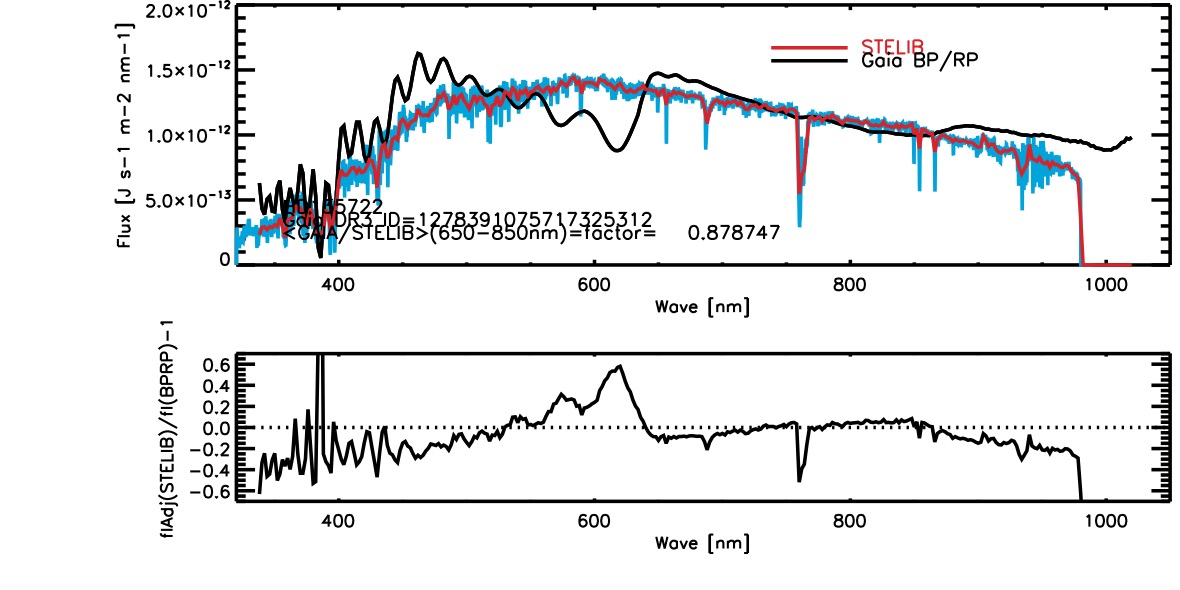 2.0×10⁻¹²
1.5×10⁻¹²
1.0×10⁻¹²
5.0×10⁻¹³
0
Flux [J s-1 m-2 nm-1]
STELIB
Gaia BP/RP
5722
Gaia DR3 ID=1278391075717325312
<GAIA/STELIB>(650-850nm)=factor= 0.878747
400 600 800 1000
Wave [nm]
0.6
0.4
0.2
0.0
-0.2
-0.4
-0.6
flAdj(STELIB)/fl(BPRP)-1
400 600 800 1000
Wave [nm]